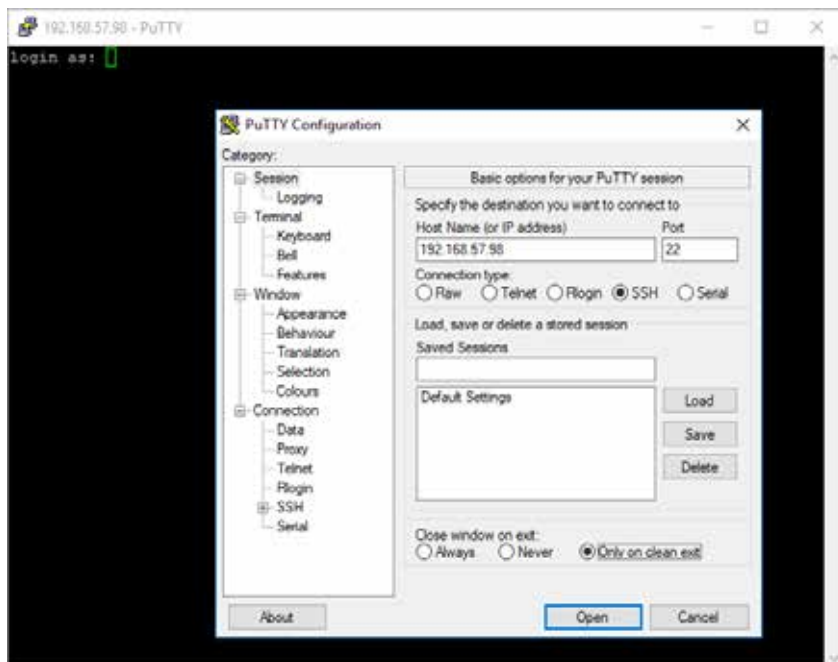 192.168.57.98 - PuTTY
login as:
PuTTY Configuration
Category:
Session
Logging
Terminal
Keyboard
Bell
Features
Window
Appearance
Behaviour
Translation
Selection
Colours
Connection
Data
Proxy
Telnet
Rlogin
SSH
Serial
Basic options for your PuTTY session
Specify the destination you want to connect to
Host Name (or IP address) Port
192.168.57.98 22
Connection type:
Raw Telnet Rlogin SSH Serial
Load, save or delete a stored session
Saved Sessions
Default Settings
Load
Save
Delete
Close window on exit:
Always Never Only on clean exit
About Open Cancel